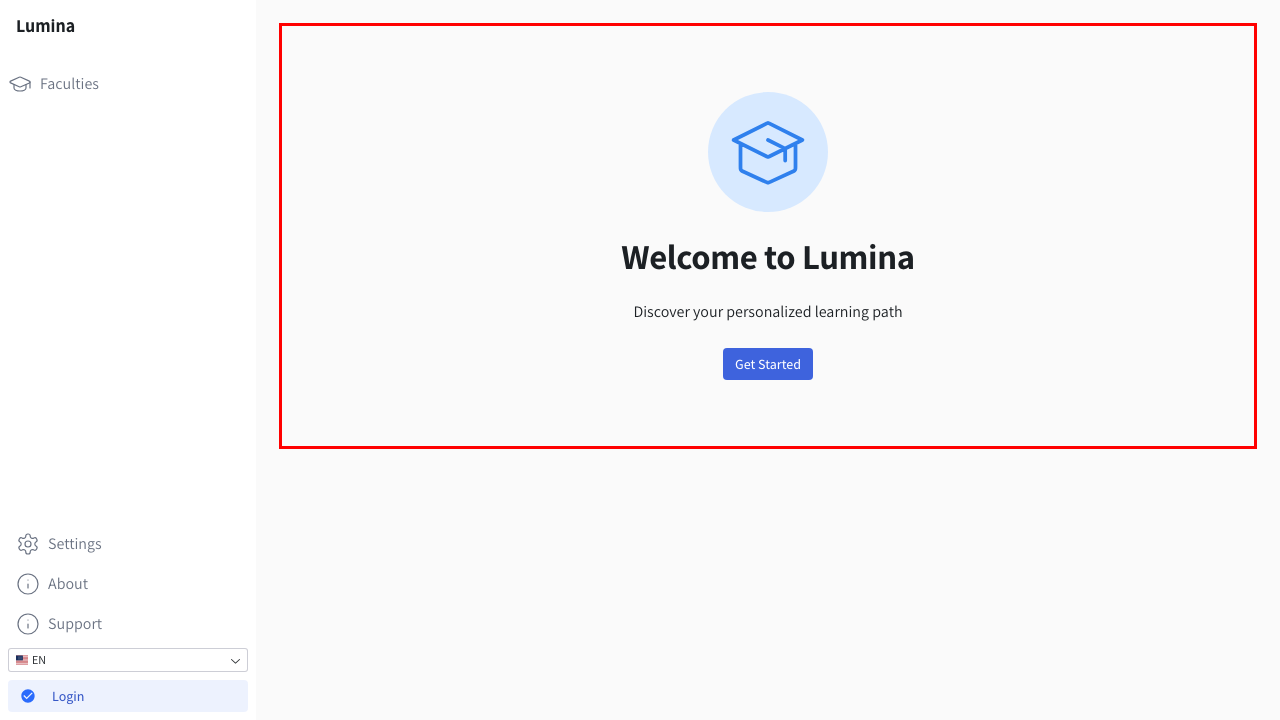 Lumina
Faculties
Welcome to Lumina
Discover your personalized learning path
Get Started
Settings
About
Support
EN
Login